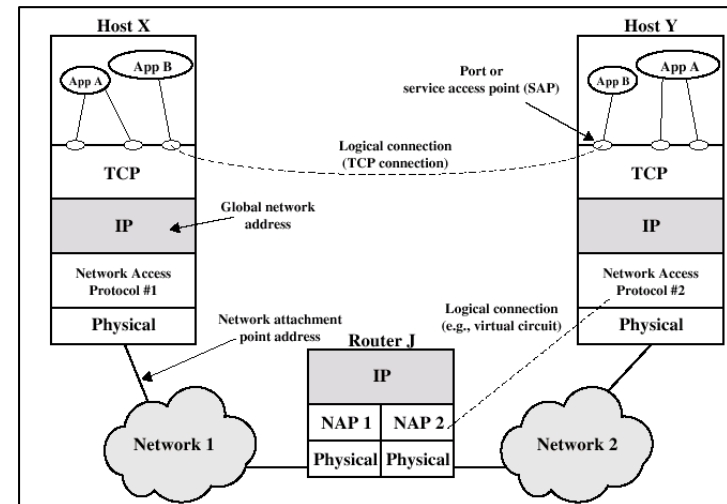 Host X
Host Y
App B
App A
App A
App B
Port or
service access point (SAP)
Logical connection
(TCP connection)
TCP
TCP
IP
Global network
address
IP
Network Access
Protocol #1
Network Access
Protocol #2
Physical
Network attachment
point address
Logical connection
(e.g., virtual circuit)
Physical
Router J
IP
NAP 1
NAP 2
Network 1
Physical
Physical
Network 2